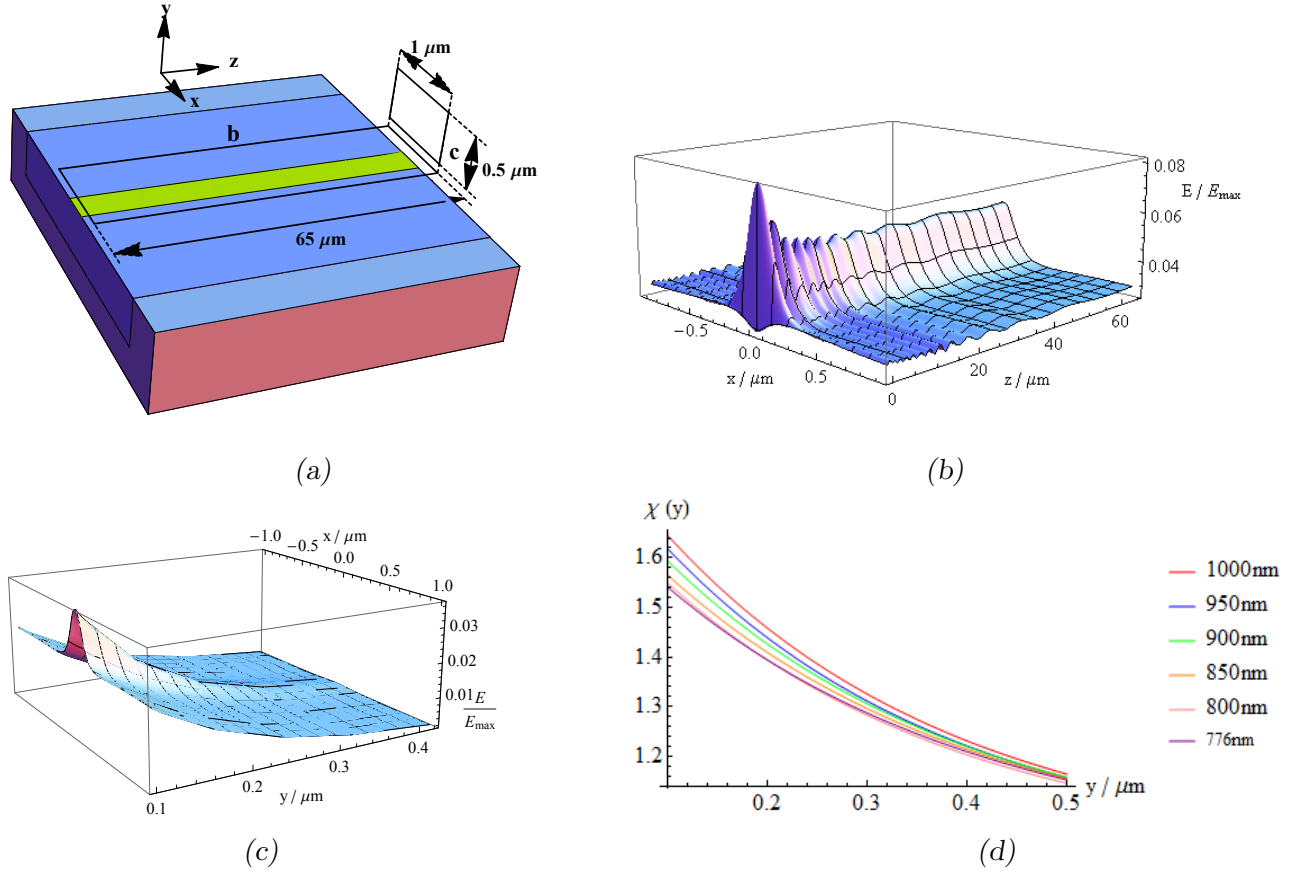 y
z
x
1 μm
b
c
0.5 μm
65 μm
(a)
0.08
E / Emax
0.06
0.04
−0.5
0.0
0.5
x / μm
0
20
40
60
z / μm
(b)
−1.0
−0.5
x / μm
0.0
0.5
1.0
0.03
0.02
0.01
E
Emax
0.4
0.3
0.2
0.1
y / μm
(c)
χ (y)
1.6
1.5
1.4
1.3
1.2
0.2
0.3
0.4
0.5
y / μm
1000nm
950nm
900nm
850nm
800nm
776nm
(d)